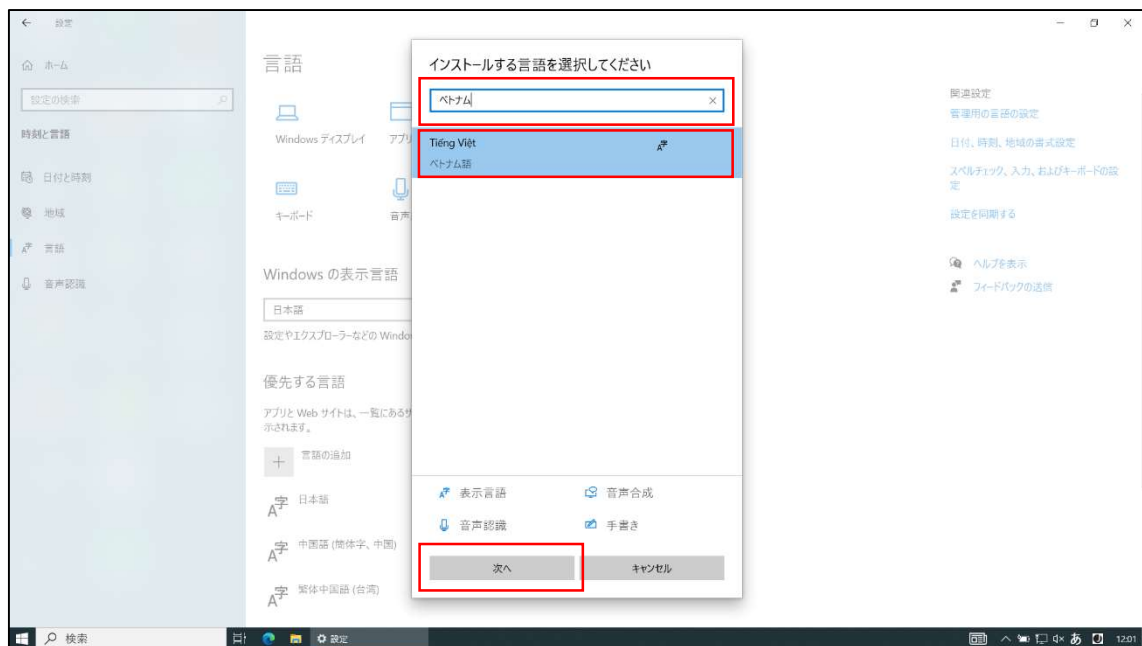 設定
ホーム
設定の検索
時刻と言語
日付と時刻
地域
言語
音声認識
言語
Windows ディスプレイ
アプリ
キーボード
音声
Windows の表示言語
日本語
設定やエクスプローラーなどの Windo
優先する言語
アプリと Web サイトは、一覧にあるサ
示されます。
言語の追加
日本語
中国語 (簡体字、中国)
繁体中国語 (台湾)
インストールする言語を選択してください
ベトナム
Tiếng Việt
ベトナム語
表示言語
音声合成
音声認識
手書き
次へ
キャンセル
関連設定
管理用の言語の設定
日付、時刻、地域の書式設定
スペルチェック、入力、およびキーボードの設
定
設定を同期する
ヘルプを表示
フィードバックの送信
検索
設定
あ
12:01